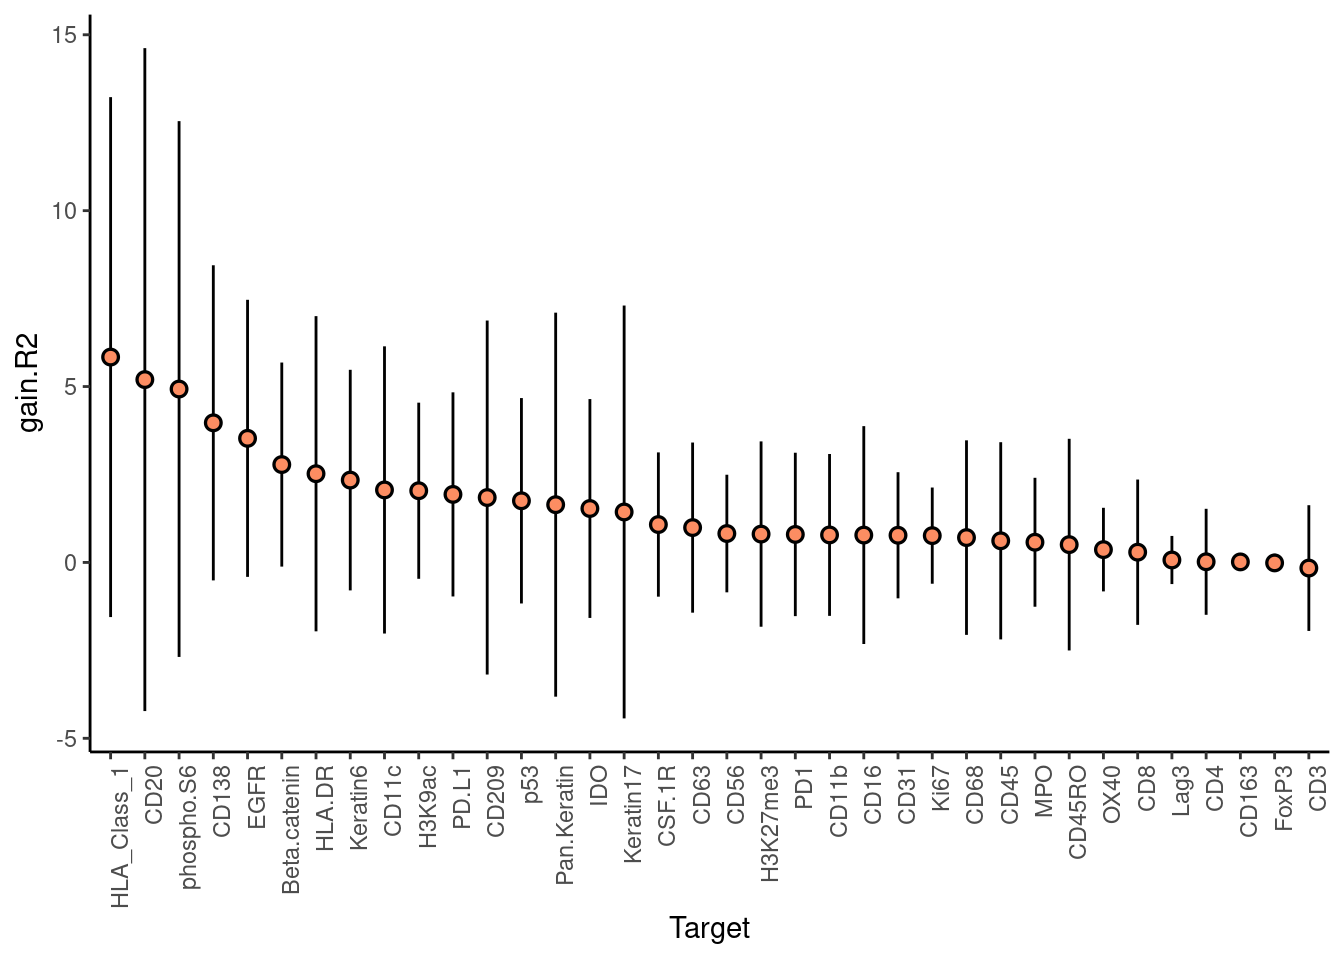 gain.R2
15
10
5
0
-5
HLA_Class_1
CD20
phospho.S6
CD138
EGFR
Beta.catenin
HLA.DR
Keratin6
CD11c
H3K9ac
PD.L1
CD209
p53
Pan.Keratin
IDO
Keratin17
CSF.1R
CD63
CD56
H3K27me3
PD1
CD11b
CD16
CD31
Ki67
CD68
CD45
MPO
CD45RO
OX40
CD8
Lag3
CD4
CD163
FoxP3
CD3
Target